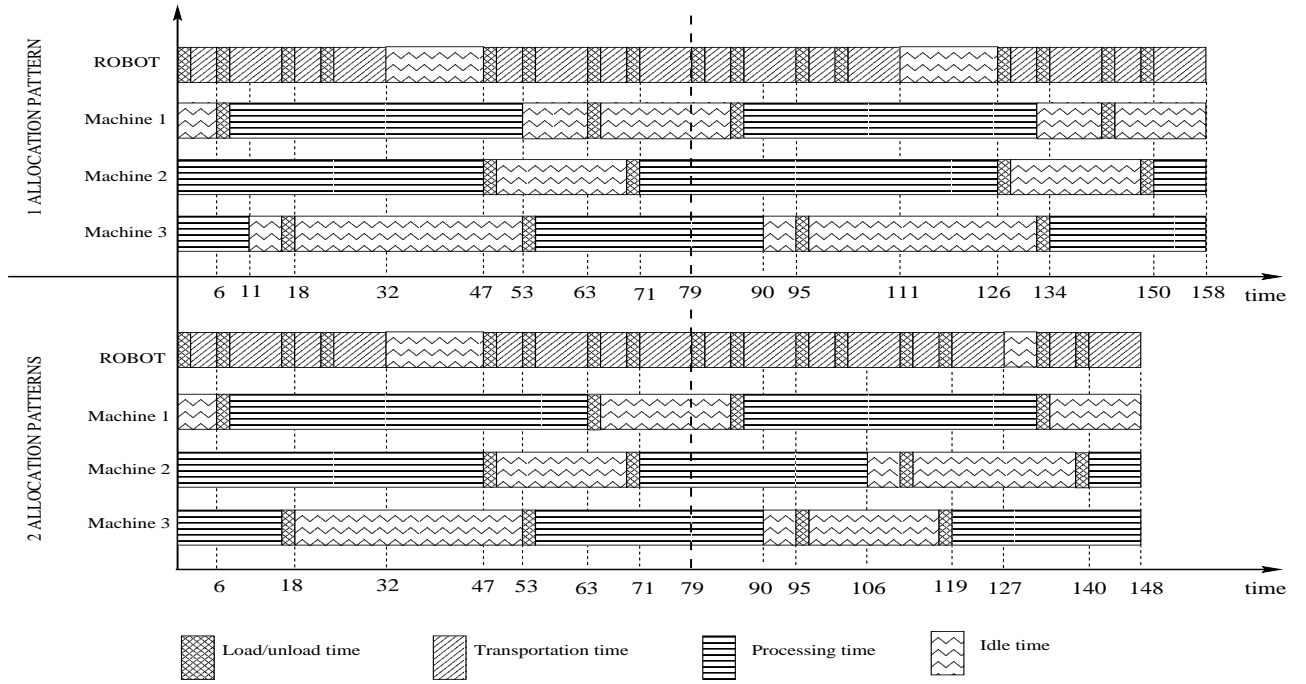 1 ALLOCATION PATTERN
ROBOT
Machine 1
Machine 2
Machine 3
6 11 18 32 47 53 63 71 79 90 95 111 126 134 150 158 time
2 ALLOCATION PATTERNS
ROBOT
Machine 1
Machine 2
Machine 3
6 18 32 47 53 63 71 79 90 95 106 119 127 140 148 time
Load/unload time
Transportation time
Processing time
Idle time